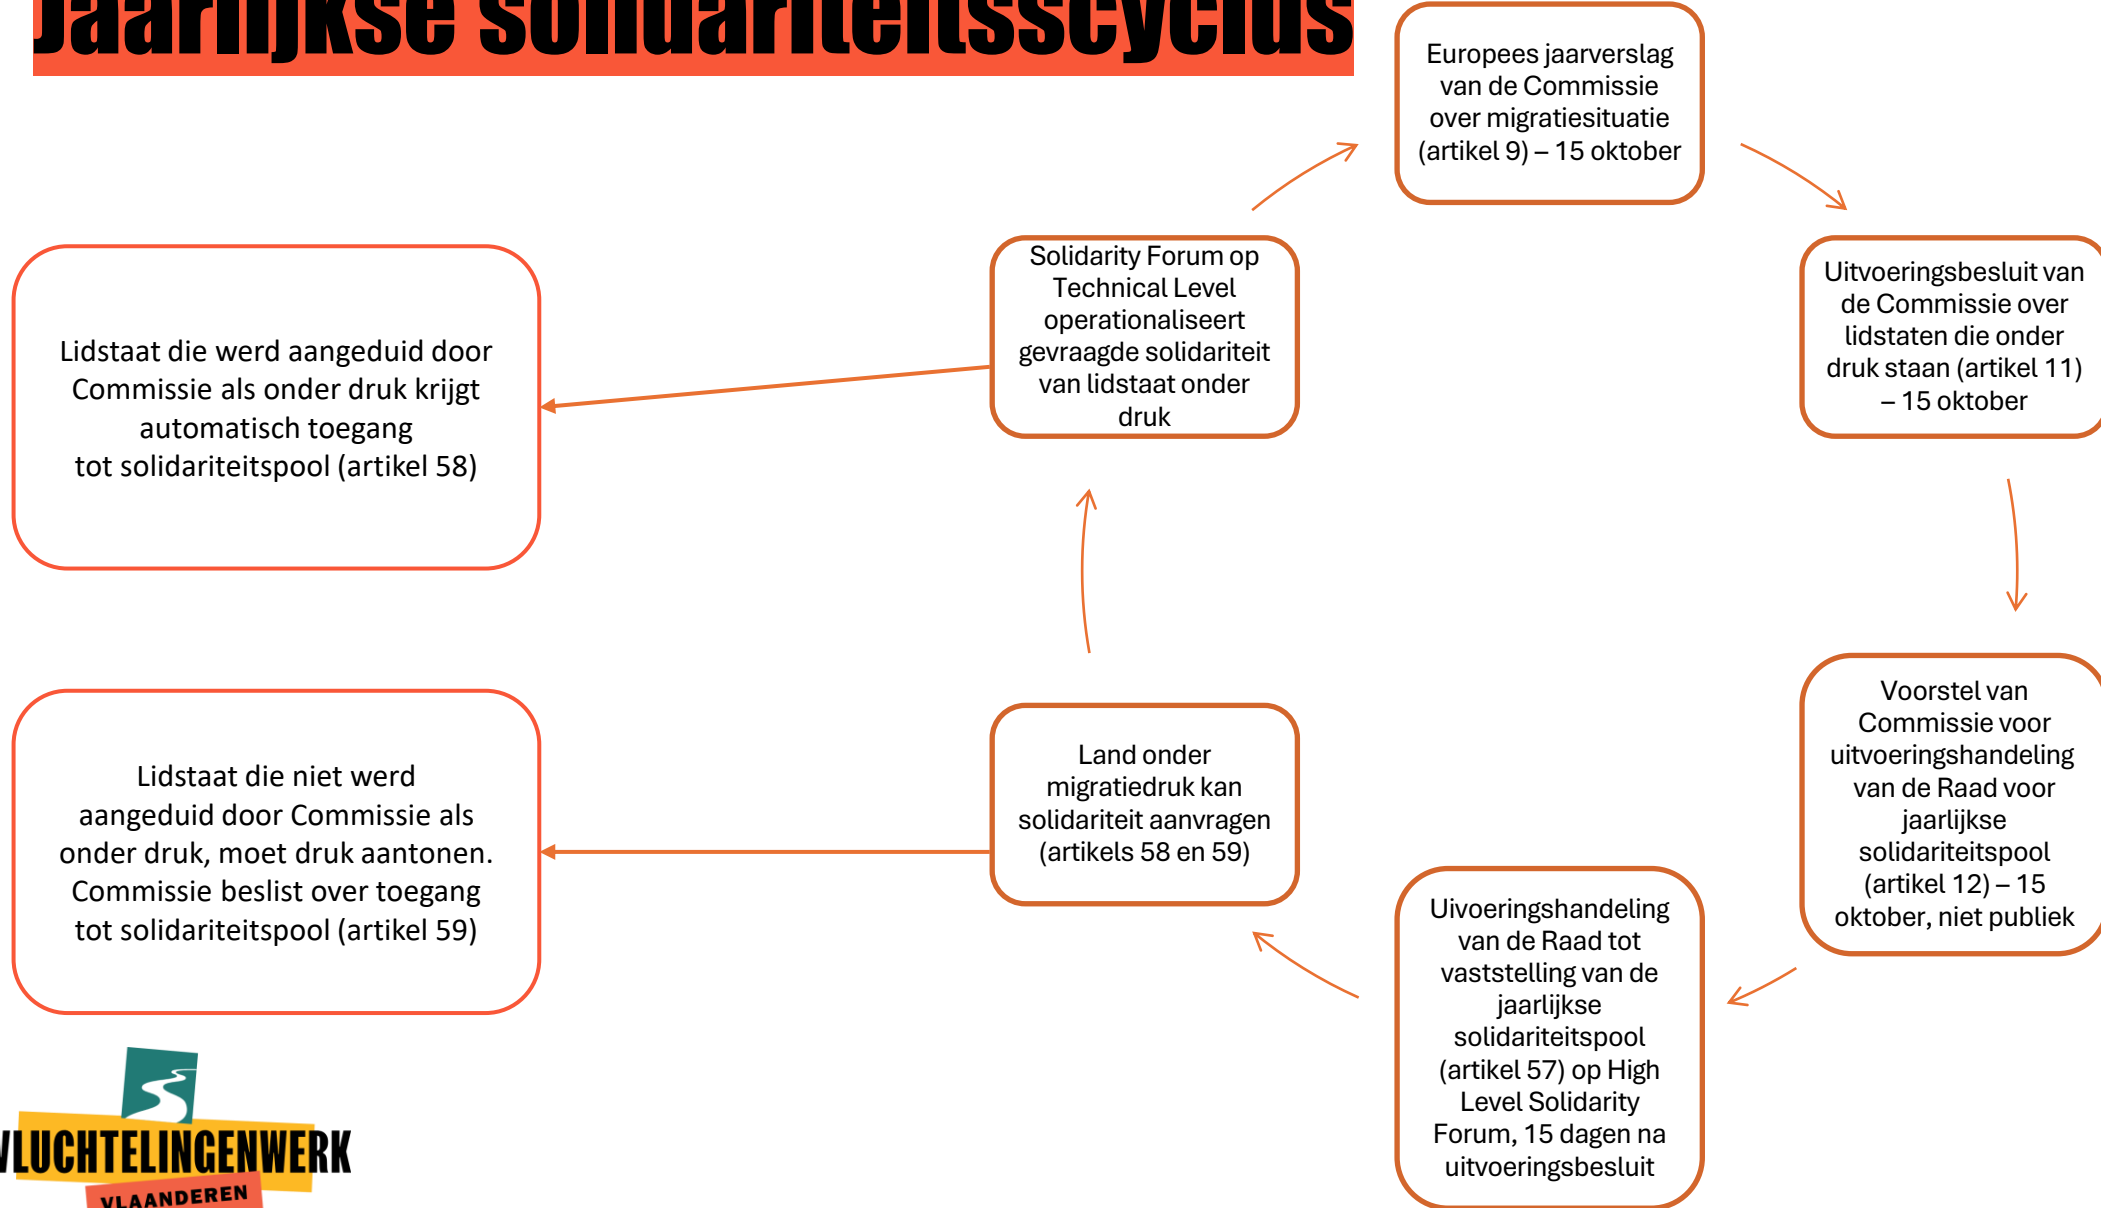 Jaarlijkse solidariteitsscyclus
Europees jaarverslag
van de Commissie
over migratiesituatie
(artikel 9) – 15 oktober
Uitvoeringsbesluit van
de Commissie over
lidstaten die onder
druk staan (artikel 11)
– 15 oktober
Voorstel van
Commissie voor
uitvoeringshandeling
van de Raad voor
jaarlijkse
solidariteitspool
(artikel 12) – 15
oktober, niet publiek
Uivoeringshandeling
van de Raad tot
vaststelling van de
jaarlijkse
solidariteitspool
(artikel 57) op High
Level Solidarity
Forum, 15 dagen na
uitvoeringsbesluit
Land onder
migratiedruk kan
solidariteit aanvragen
(artikels 58 en 59)
Solidarity Forum op
Technical Level
operationaliseert
gevraagde solidariteit
van lidstaat onder
druk
Lidstaat die werd aangeduid door
Commissie als onder druk krijgt
automatisch toegang
tot solidariteitspool (artikel 58)
Lidstaat die niet werd
aangeduid door Commissie als
onder druk, moet druk aantonen.
Commissie beslist over toegang
tot solidariteitspool (artikel 59)
VLUCHTELINGENWERK
VLAANDEREN